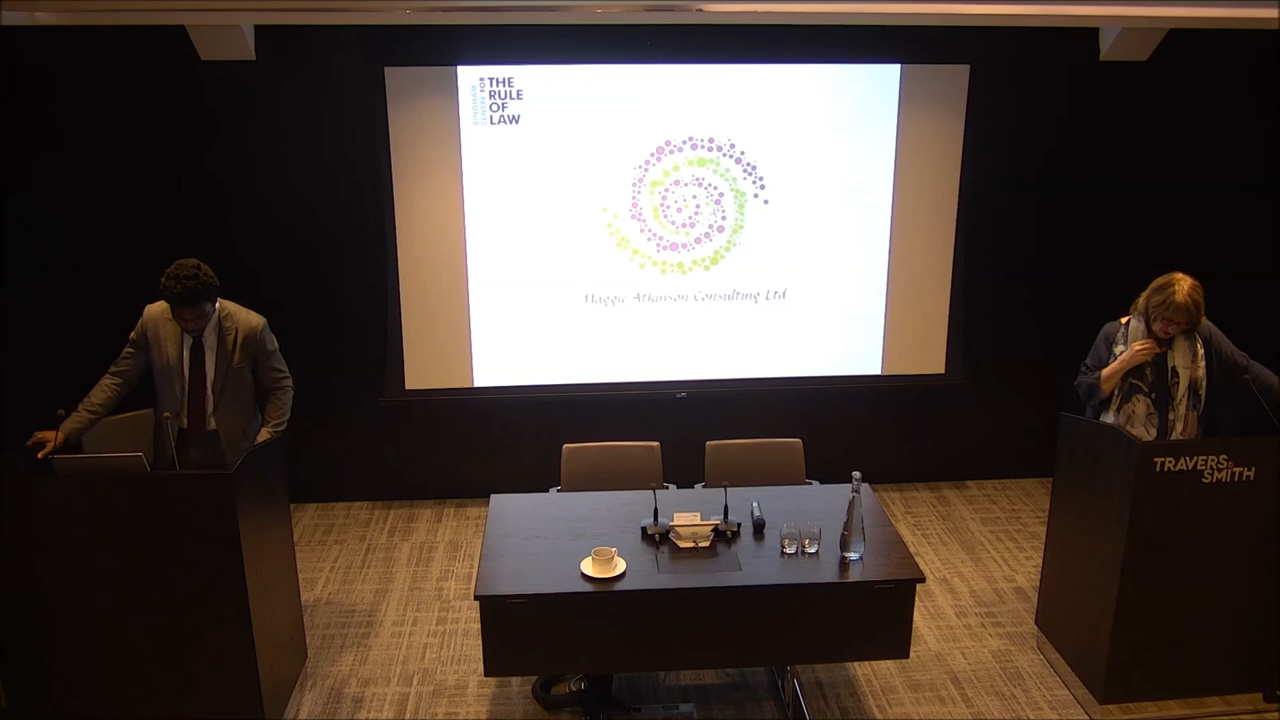 BINGHAM
CENTRE FOR
THE
RULE
OF
LAW
Maggie Atkinson Consulting Ltd
TRAVERS
SMITH